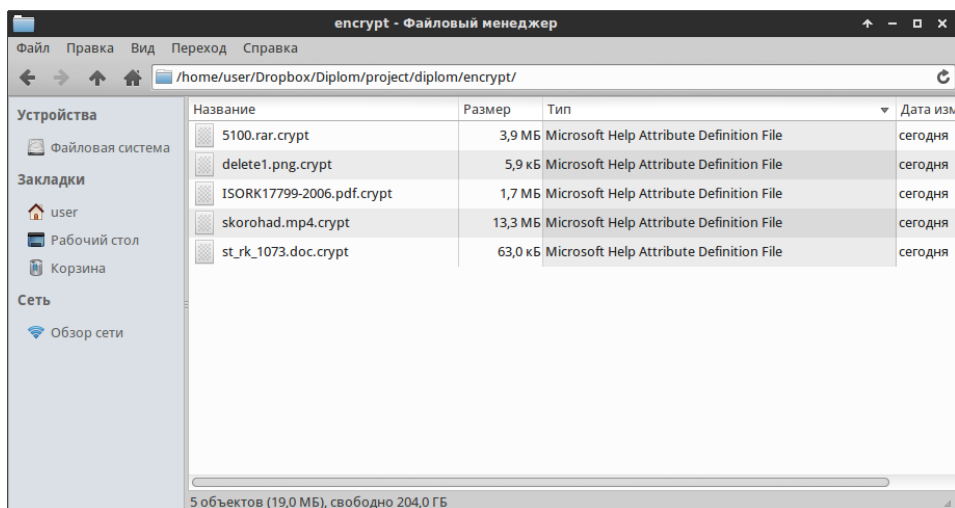 encrypt - Файловый менеджер
Файл Правка Вид Переход Справка
/home/user/Dropbox/Diplom/project/diplom/encrypt/
Устройства
Файловая система
Закладки
user
Рабочий стол
Корзина
Сеть
Обзор сети
Название Размер Тип Дата изм
5100.rar.crypt 3,9 МБ Microsoft Help Attribute Definition File сегодня
delete1.png.crypt 5,9 кБ Microsoft Help Attribute Definition File сегодня
ISORK17799-2006.pdf.crypt 1,7 МБ Microsoft Help Attribute Definition File сегодня
skorohad.mp4.crypt 13,3 МБ Microsoft Help Attribute Definition File сегодня
st_rk_1073.doc.crypt 63,0 кБ Microsoft Help Attribute Definition File сегодня
5 объектов (19,0 МБ), свободно 204,0 ГБ